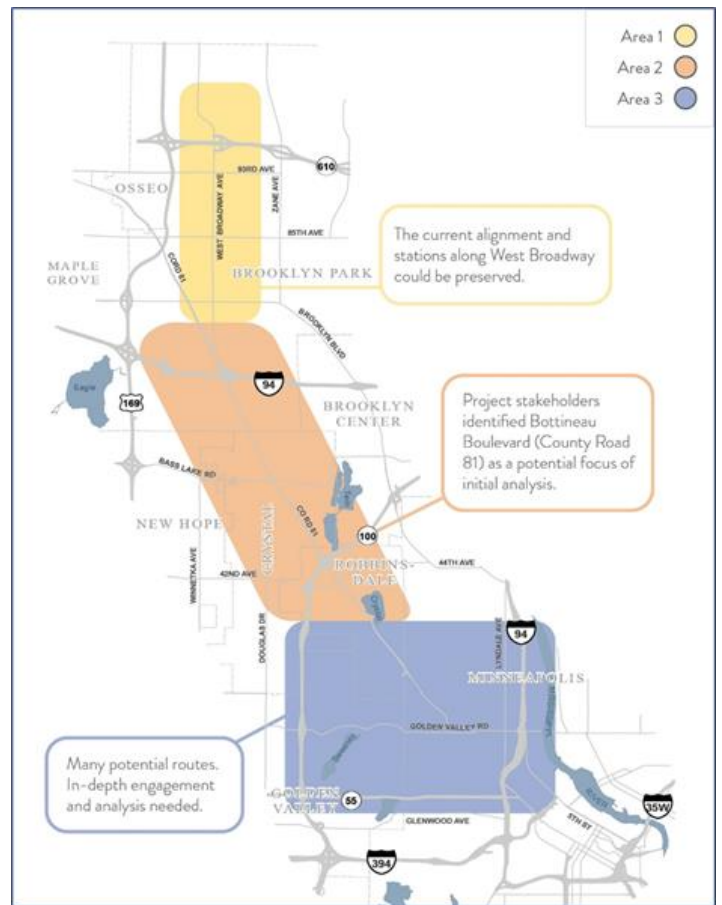 Area 1
Area 2
Area 3
610
93RD AVE
OSSEO
WEST BROADWAY AVE
ZANE AVE
85TH AVE
CORD 81
MAPLE
GROVE
BROOKLYN PARK
The current alignment and
stations along West Broadway
could be preserved.
BROOKLYN BLVD
Eagle
169
94
BROOKLYN
CENTER
Project stakeholders
identified Bottineau
Boulevard (County Road
81) as a potential focus of
initial analysis.
BASS LAKE RD
NEW HOPE
CRYSTAL
CO RD 81
100
ROBBINS-
DALE
44TH AVE
42ND AVE
WINNETKA AVE
DOUGLAS DR
LYNDALE AVE
94
MINNEAPOLIS
GOLDEN VALLEY RD
Many potential routes.
In-depth engagement
and analysis needed.
GOLDEN
VALLEY
55
GLENWOOD AVE
RIVER
5TH ST
35W
394